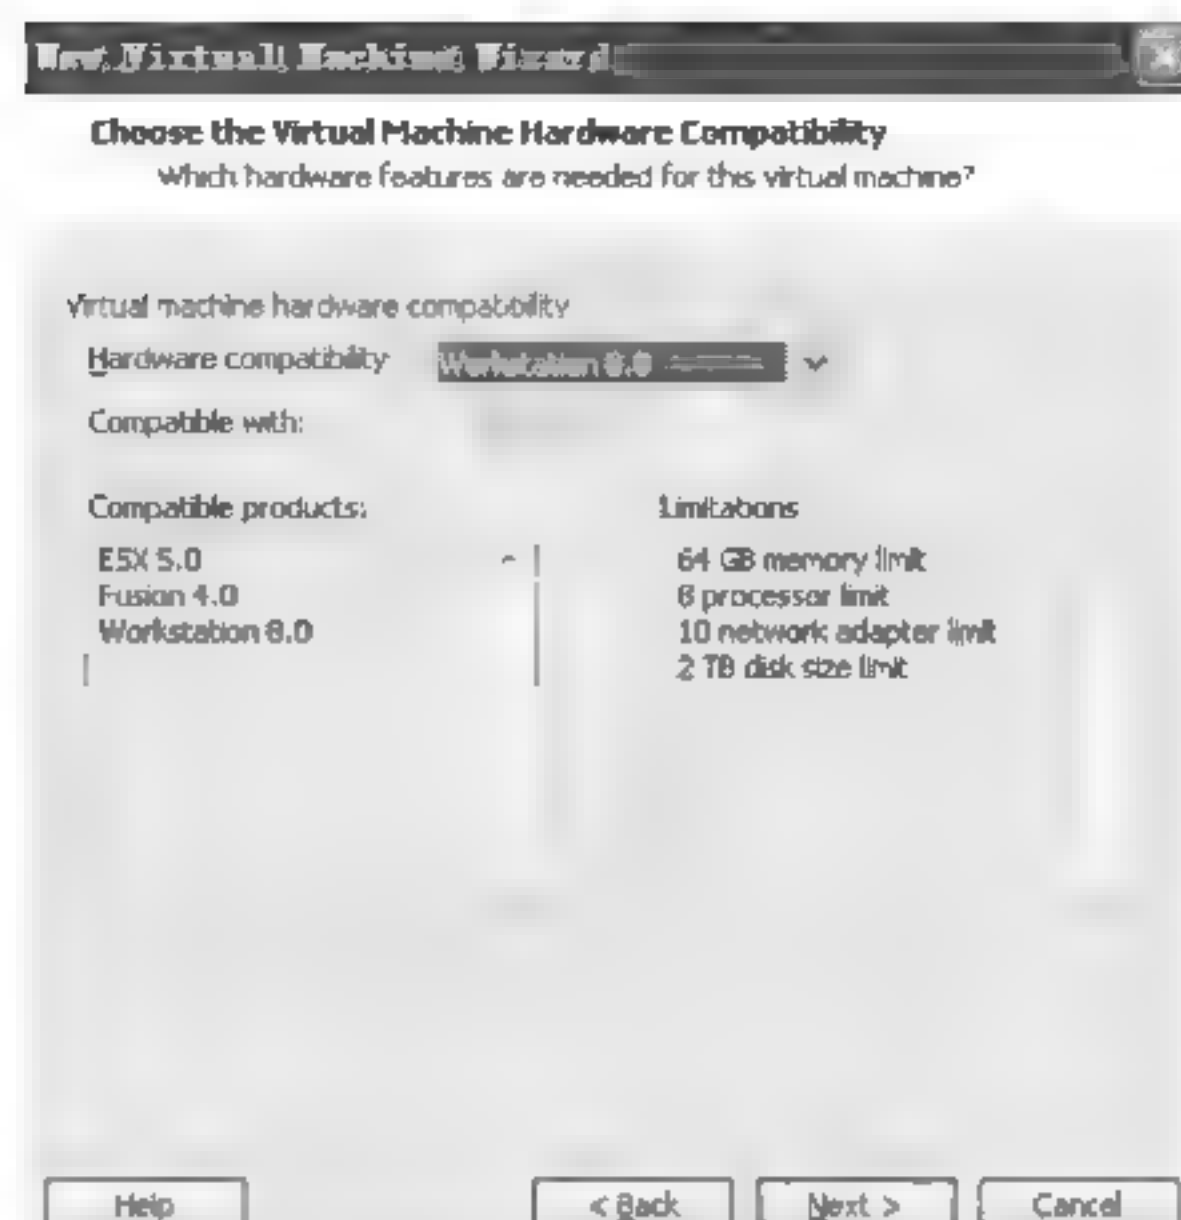 New Virtual Machine Wizard
Choose the Virtual Machine Hardware Compatibility
Which hardware features are needed for this virtual machine?
Virtual machine hardware compatibility
Hardware compatibility
Workstation 8.0
Compatible with:
Compatible products:
ESX 5.0
Fusion 4.0
Workstation 8.0
Limitations
64 GB memory limit
8 processor limit
10 network adapter limit
2 TB disk size limit
Help
< Back
Next >
Cancel